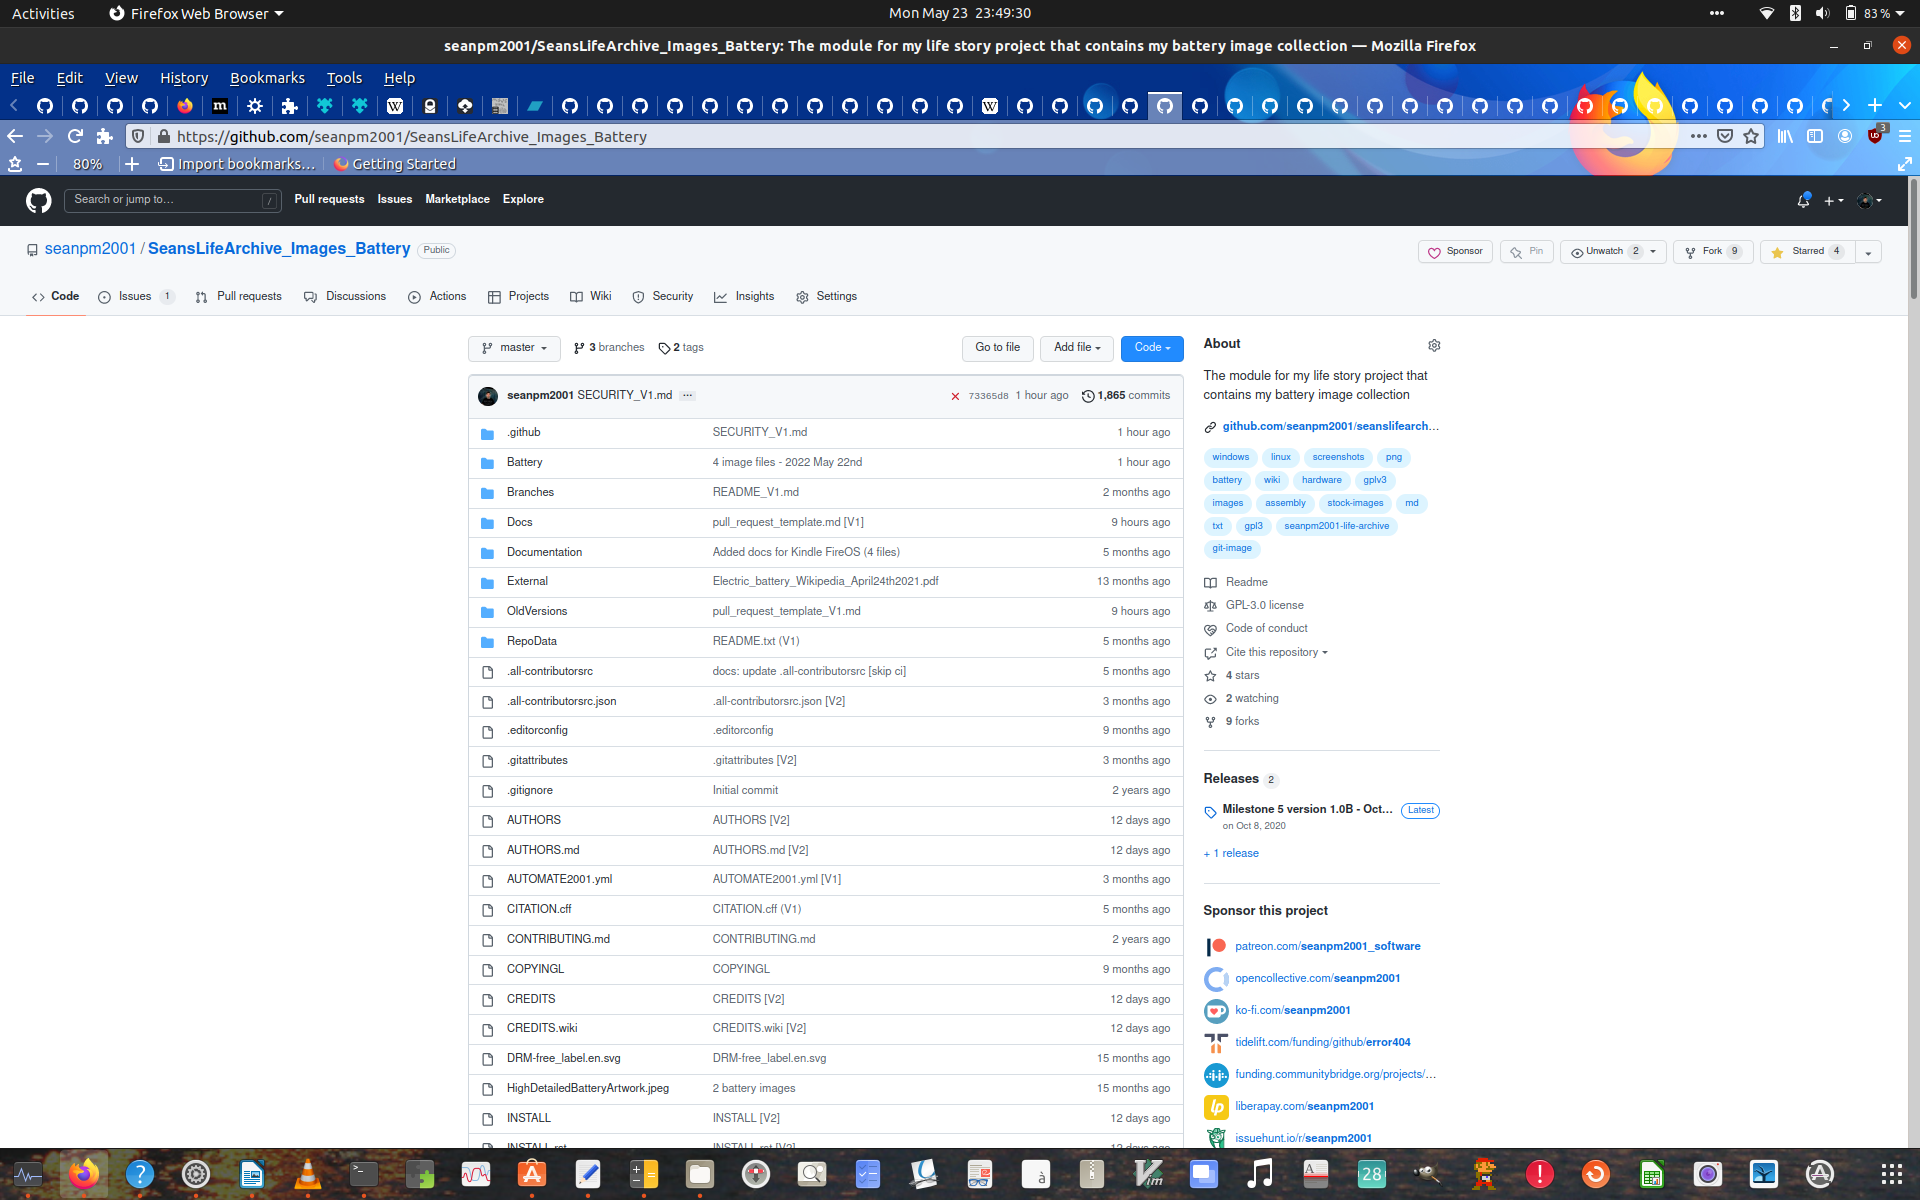 Activities Firefox Web Browser Mon May 23 23:49:30 83 %
seanpm2001/SeansLifeArchive_Images_Battery: The module for my life story project that contains my battery image collection — Mozilla Firefox
File Edit View History Bookmarks Tools Help
https://github.com/seanpm2001/SeansLifeArchive_Images_Battery 3
80% Import bookmarks... Getting Started
Search or jump to... / Pull requests Issues Marketplace Explore
seanpm2001 / SeansLifeArchive_Images_Battery Public Sponsor Pin Unwatch 2 Fork 9 Starred 4
Code Issues 1 Pull requests Discussions Actions Projects Wiki Security Insights Settings
master 3 branches 2 tags Go to file Add file Code
seanpm2001 SECURITY_V1.md ... 73365d8 1 hour ago 1,865 commits
.github SECURITY_V1.md 1 hour ago
Battery 4 image files - 2022 May 22nd 1 hour ago
Branches README_V1.md 2 months ago
Docs pull_request_template.md [V1] 9 hours ago
Documentation Added docs for Kindle FireOS (4 files) 5 months ago
External Electric_battery_Wikipedia_April24th2021.pdf 13 months ago
OldVersions pull_request_template_V1.md 9 hours ago
RepoData README.txt (V1) 5 months ago
.all-contributorsrc docs: update .all-contributorsrc [skip ci] 5 months ago
.all-contributorsrc.json .all-contributorsrc.json [V2] 3 months ago
.editorconfig .editorconfig 9 months ago
.gitattributes .gitattributes [V2] 3 months ago
.gitignore Initial commit 2 years ago
AUTHORS AUTHORS [V2] 12 days ago
AUTHORS.md AUTHORS.md [V2] 12 days ago
AUTOMATE2001.yml AUTOMATE2001.yml [V1] 3 months ago
CITATION.cff CITATION.cff (V1) 5 months ago
CONTRIBUTING.md CONTRIBUTING.md 2 years ago
COPYINGL COPYINGL 9 months ago
CREDITS CREDITS [V2] 12 days ago
CREDITS.wiki CREDITS.wiki [V2] 12 days ago
DRM-free_label.en.svg DRM-free_label.en.svg 15 months ago
HighDetailedBatteryArtwork.jpeg 2 battery images 15 months ago
INSTALL INSTALL [V2] 12 days ago
INSTALL.rst INSTALL.rst [V2] 12 days ago
About
The module for my life story project that
contains my battery image collection
github.com/seanpm2001/seanslifearch...
windows linux screenshots png
battery wiki hardware gplv3
images assembly stock-images md
txt gpl3 seanpm2001-life-archive
git-image
Readme
GPL-3.0 license
Code of conduct
Cite this repository
4 stars
2 watching
9 forks
Releases 2
Milestone 5 version 1.0B - Oct... Latest
on Oct 8, 2020
+ 1 release
Sponsor this project
patreon.com/seanpm2001_software
opencollective.com/seanpm2001
ko-fi.com/seanpm2001
tidelift.com/funding/github/error404
funding.communitybridge.org/projects/...
liberapay.com/seanpm2001
issuehunt.io/r/seanpm2001
28